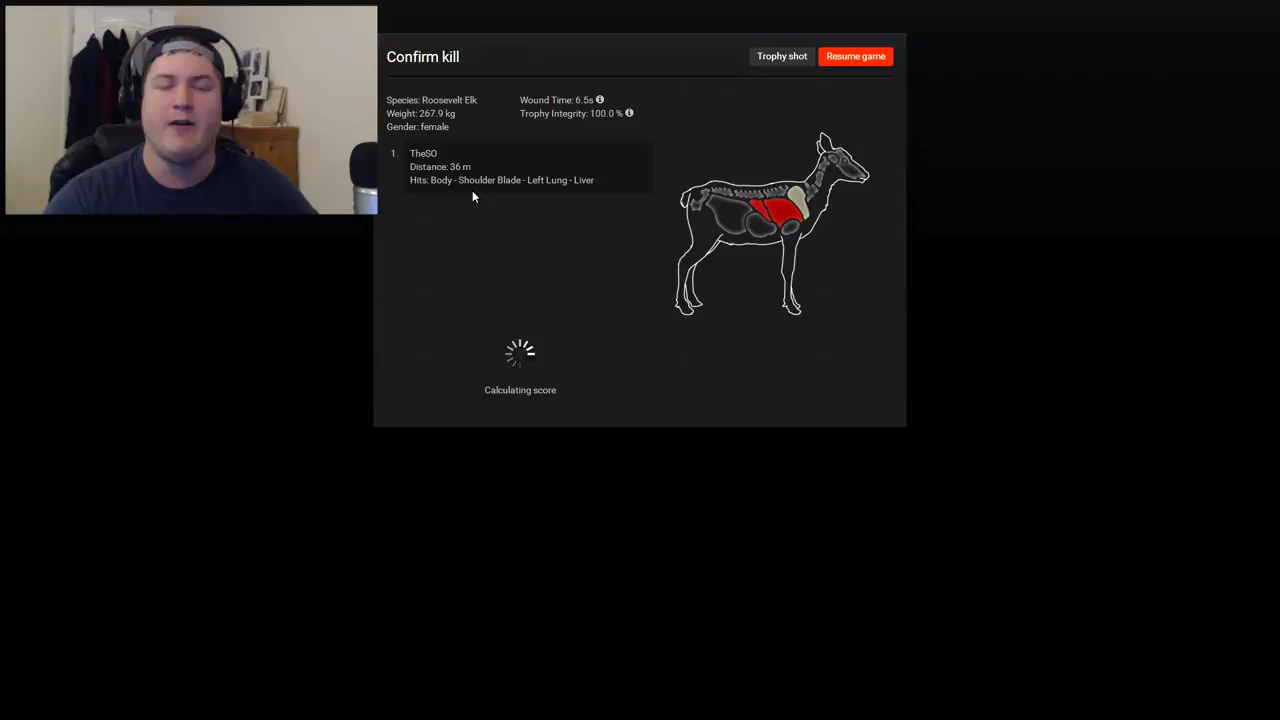 Confirm kill
Trophy shot
Resume game
Species: Roosevelt Elk
Wound Time: 6.5s
Weight: 267.9 kg
Trophy Integrity: 100.0 %
Gender: female
1. TheSO
Distance: 36 m
Hits: Body - Shoulder Blade - Left Lung - Liver
Calculating score